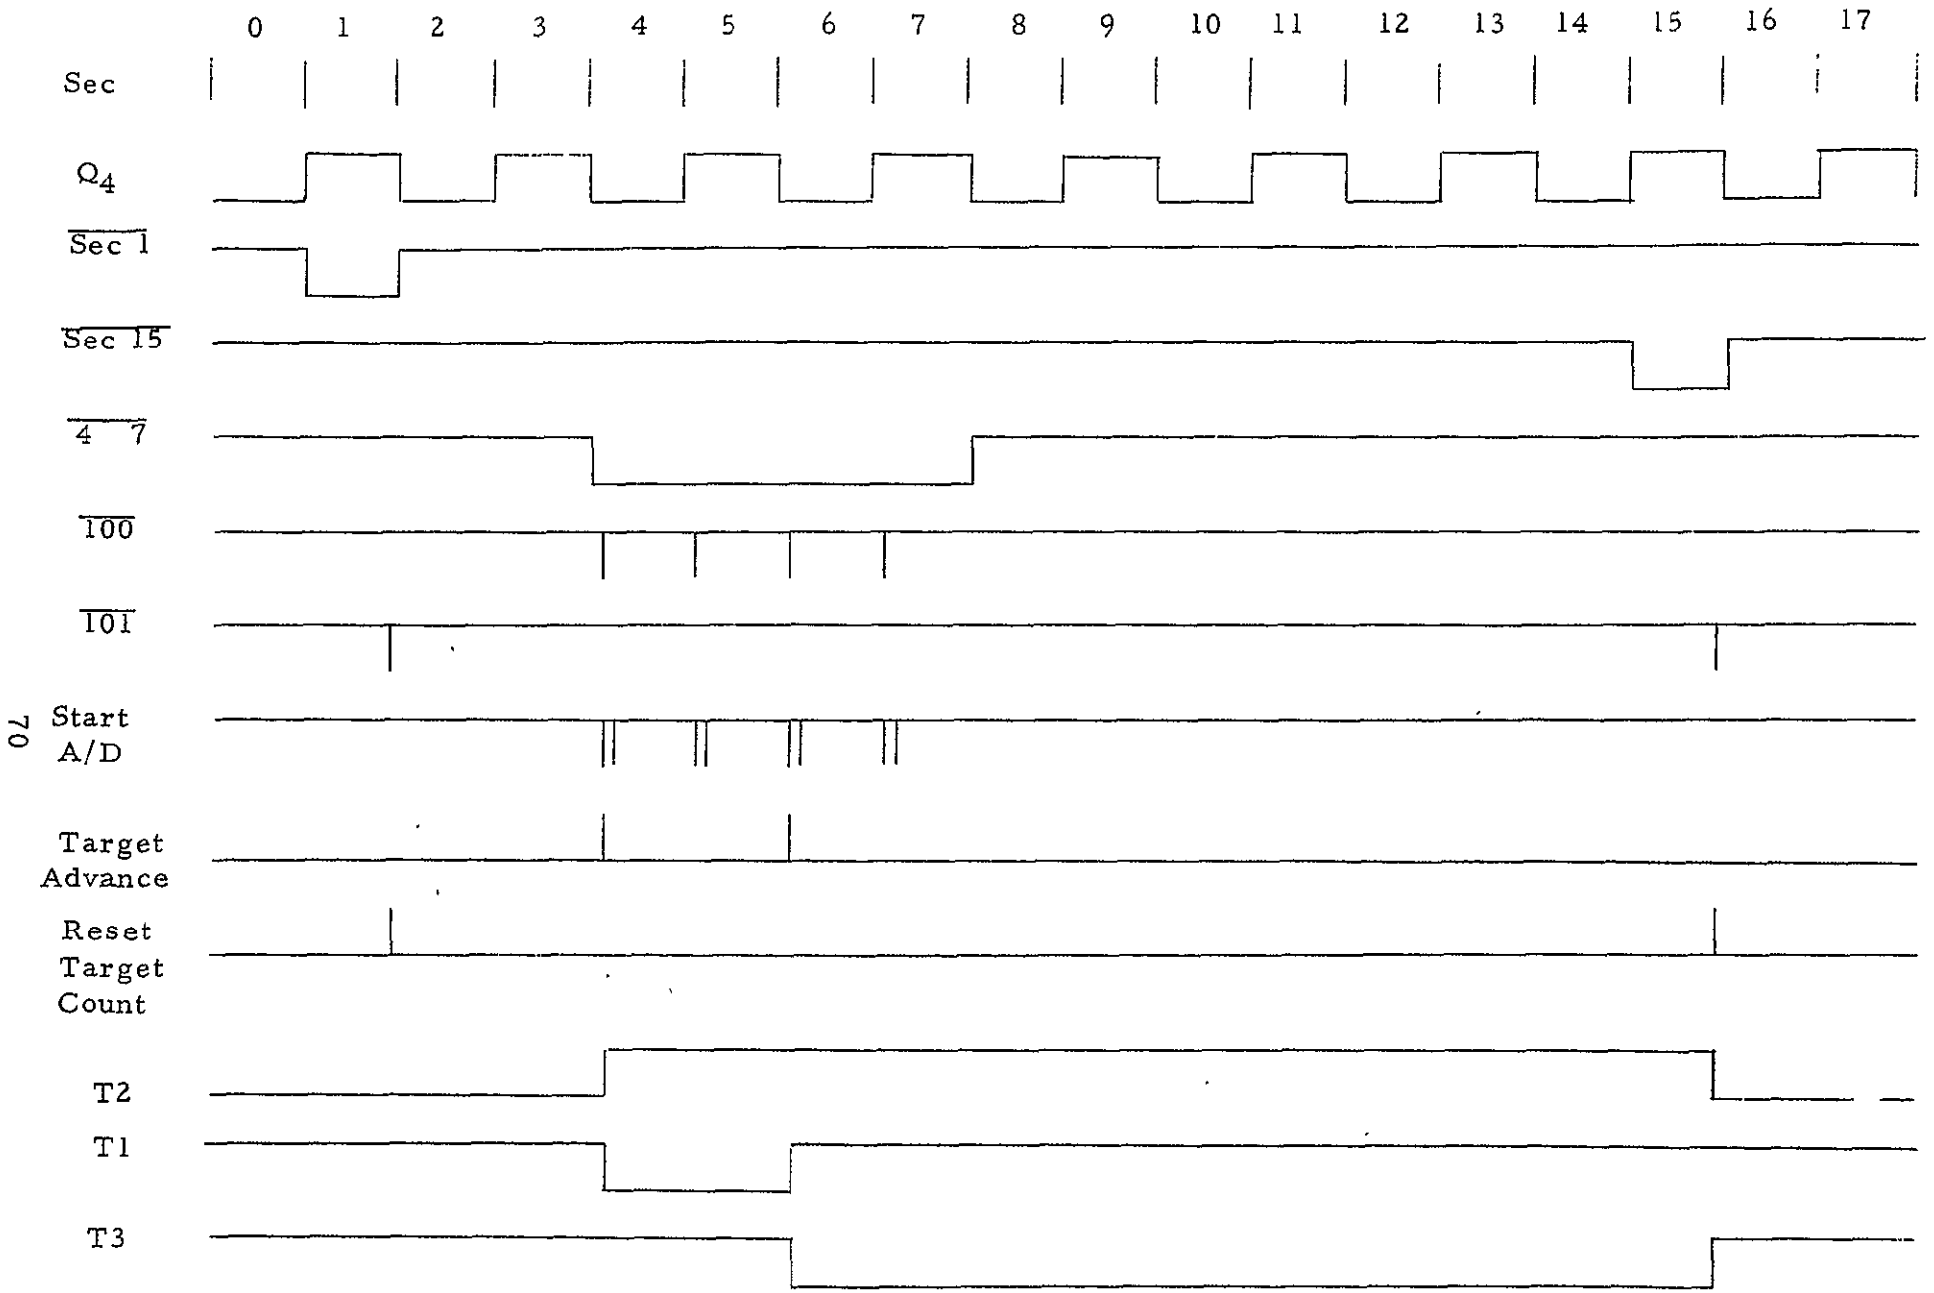 0 1 2 3 4 5 6 7 8 9 10 11 12 13 14 15 16 17
Sec
Q4
Sec 1
Sec 15
4 7
100
101
Start
A/D
70
Target
Advance
Reset
Target
Count
T2
T1
T3